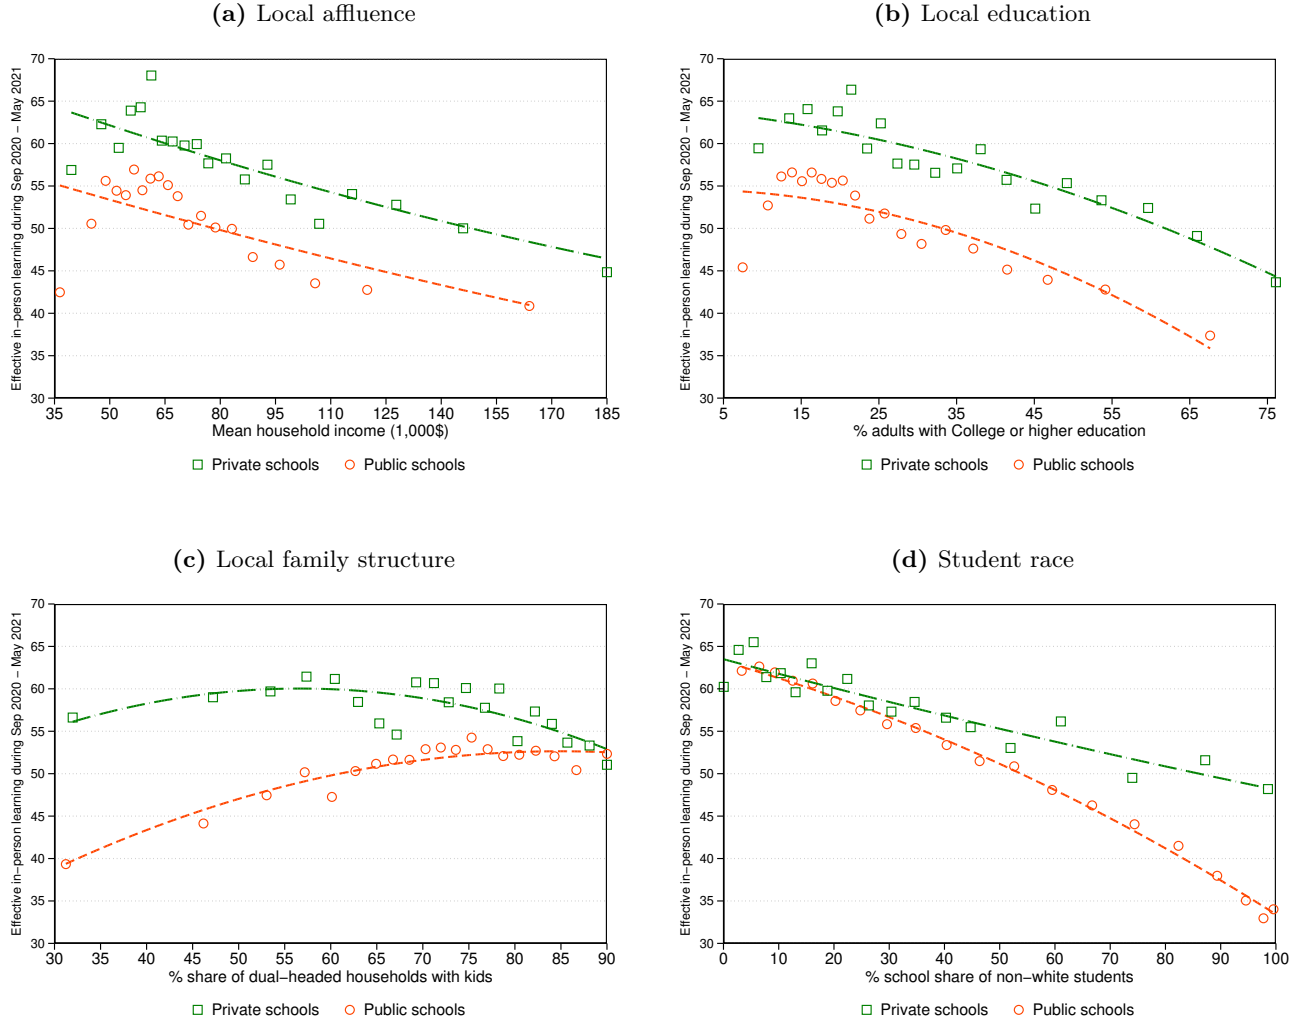 (a) Local affluence
Effective in−person learning during Sep 2020 − May 2021
70
65
60
55
50
45
40
35
30
35 50 65 80 95 110 125 140 155 170 185
Mean household income (1,000$)
Private schools Public schools
(b) Local education
Effective in−person learning during Sep 2020 − May 2021
70
65
60
55
50
45
40
35
30
5 15 25 35 45 55 65 75
% adults with College or higher education
Private schools Public schools
(c) Local family structure
Effective in−person learning during Sep 2020 − May 2021
70
65
60
55
50
45
40
35
30
30 35 40 45 50 55 60 65 70 75 80 85 90
% share of dual−headed households with kids
Private schools Public schools
(d) Student race
Effective in−person learning during Sep 2020 − May 2021
70
65
60
55
50
45
40
35
30
0 10 20 30 40 50 60 70 80 90 100
% school share of non−white students
Private schools Public schools